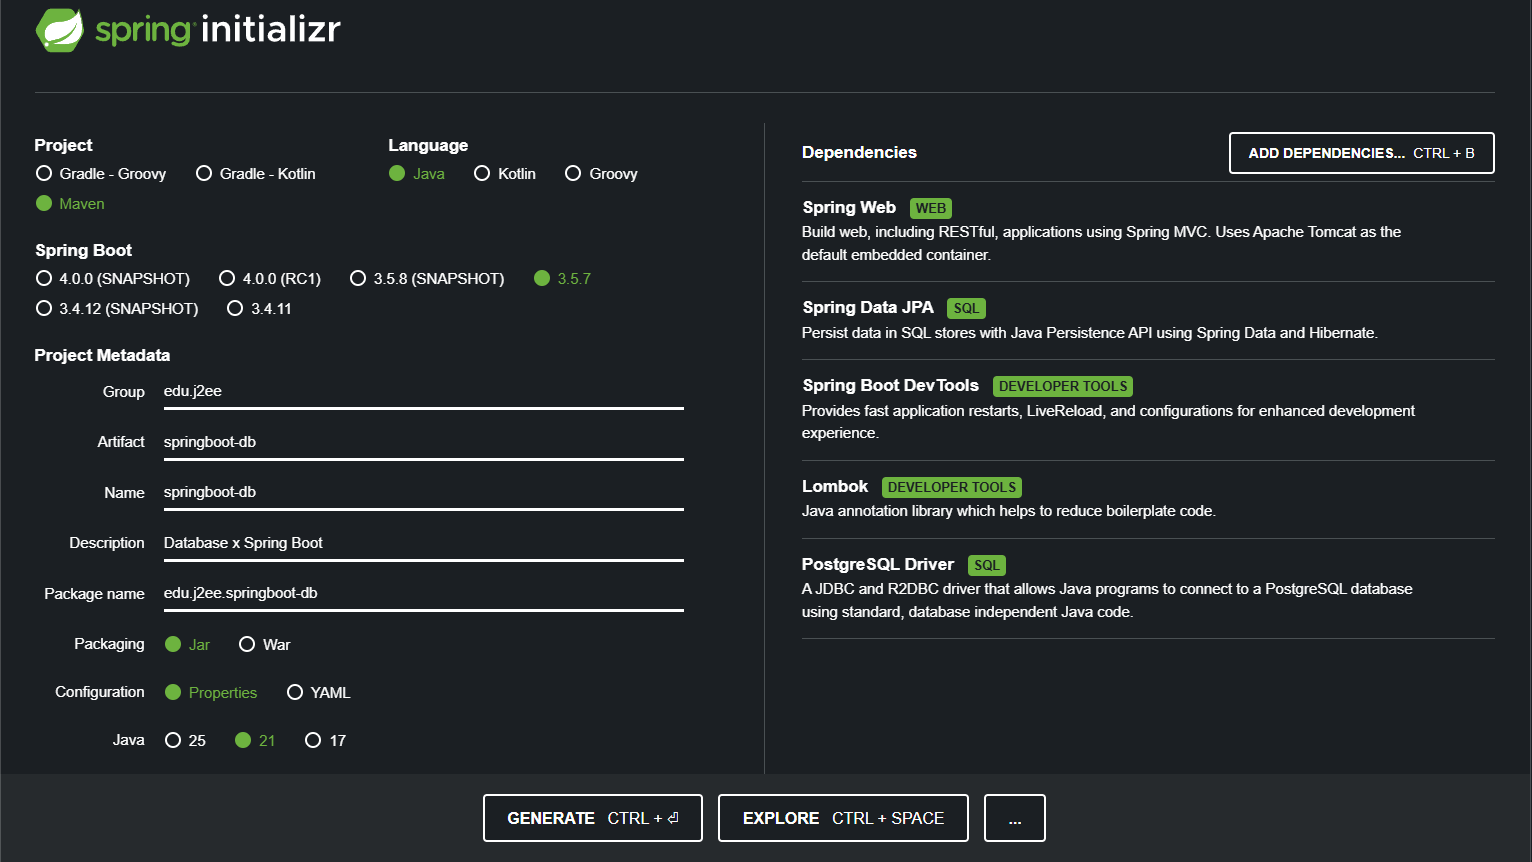 spring initializr
Project
Gradle - Groovy Gradle - Kotlin
Maven
Language
Java Kotlin Groovy
Spring Boot
4.0.0 (SNAPSHOT) 4.0.0 (RC1) 3.5.8 (SNAPSHOT) 3.5.7
3.4.12 (SNAPSHOT) 3.4.11
Project Metadata
Group edu.j2ee
Artifact springboot-db
Name springboot-db
Description Database x Spring Boot
Package name edu.j2ee.springboot-db
Packaging Jar War
Configuration Properties YAML
Java 25 21 17
Dependencies ADD DEPENDENCIES... CTRL + B
Spring Web WEB
Build web, including RESTful, applications using Spring MVC. Uses Apache Tomcat as the
default embedded container.
Spring Data JPA SQL
Persist data in SQL stores with Java Persistence API using Spring Data and Hibernate.
Spring Boot DevTools DEVELOPER TOOLS
Provides fast application restarts, LiveReload, and configurations for enhanced development
experience.
Lombok DEVELOPER TOOLS
Java annotation library which helps to reduce boilerplate code.
PostgreSQL Driver SQL
A JDBC and R2DBC driver that allows Java programs to connect to a PostgreSQL database
using standard, database independent Java code.
GENERATE CTRL + ⏎ EXPLORE CTRL + SPACE ...